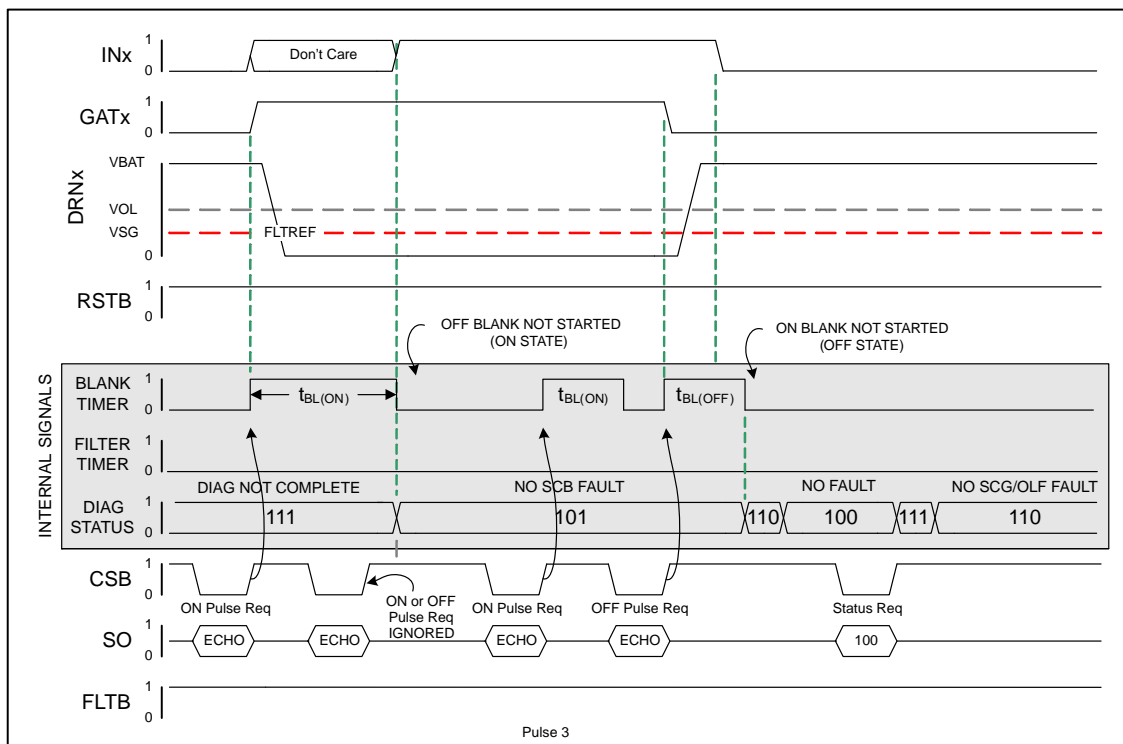 INx
1
0
Don't Care
GATx
1
0
DRNx
VBAT
VOL
VSG
FLTREF
RSTB
1
0
OFF BLANK NOT STARTED
(ON STATE)
ON BLANK NOT STARTED
(OFF STATE)
INTERNAL SIGNALS
BLANK
TIMER
1
0
tBL(ON)
tBL(ON)
tBL(OFF)
FILTER
TIMER
1
0
DIAG NOT COMPLETE
NO SCB FAULT
NO FAULT
NO SCG/OLF FAULT
DIAG
STATUS
1
0
111
101
110
100
111
110
CSB
1
0
ON Pulse Req
ON or OFF
Pulse Req
IGNORED
ON Pulse Req
OFF Pulse Req
Status Req
SO
1
0
ECHO
ECHO
ECHO
ECHO
100
FLTB
1
0
Pulse 3